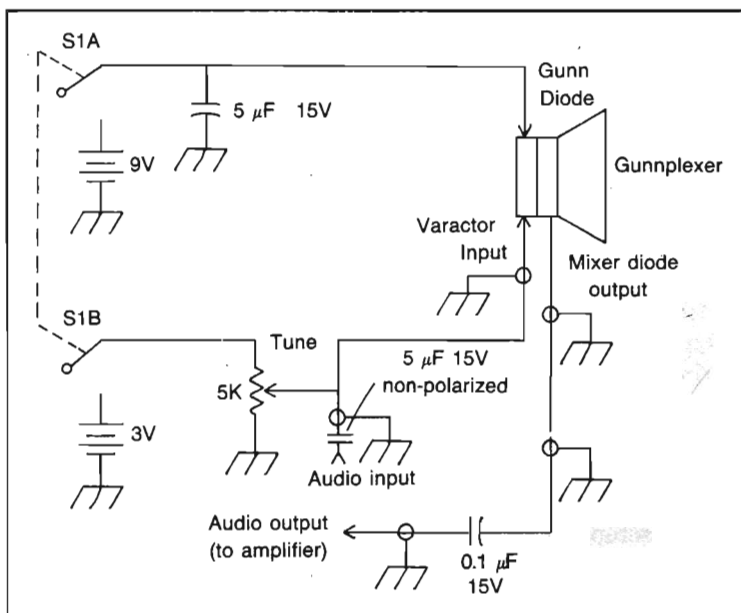 S1A
5 µF 15V
Gunn
Diode
9V
Gunnplexer
Varactor
Input
Mixer diode
output
S1B
Tune
5 µF 15V
non-polarized
5K
3V
Audio input
Audio output
(to amplifier)
0.1 µF
15V